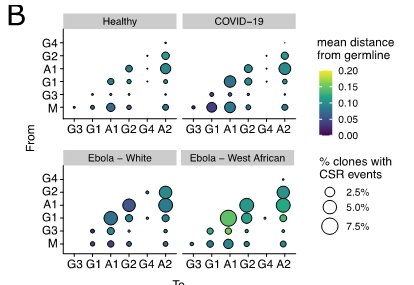 B
Healthy
COVID−19
G4
G2
A1
G1
G3
M
G3 G1 A1 G2 G4 A2
G3 G1 A1 G2 G4 A2
From
Ebola − White
Ebola − West African
G4
G2
A1
G1
G3
M
G3 G1 A1 G2 G4 A2
G3 G1 A1 G2 G4 A2
mean distance
from germline
0.20
0.15
0.10
0.05
0.00
% clones with
CSR events
2.5%
5.0%
7.5%